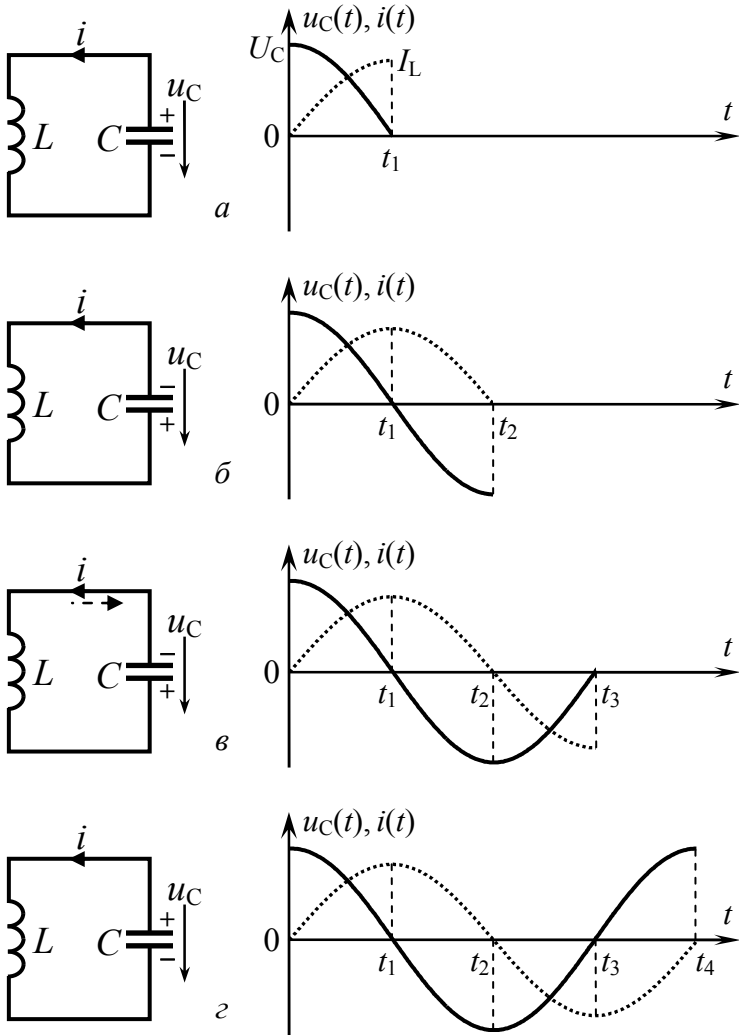 i
u_C
+
L
C
−
а
u_C(t), i(t)
U_C
I_L
t
0
t_1
i
u_C
−
L
C
+
б
u_C(t), i(t)
t
0
t_1
t_2
i
u_C
−
L
C
+
в
u_C(t), i(t)
t
0
t_1
t_2
t_3
i
u_C
+
L
C
−
г
u_C(t), i(t)
t
0
t_1
t_2
t_3
t_4